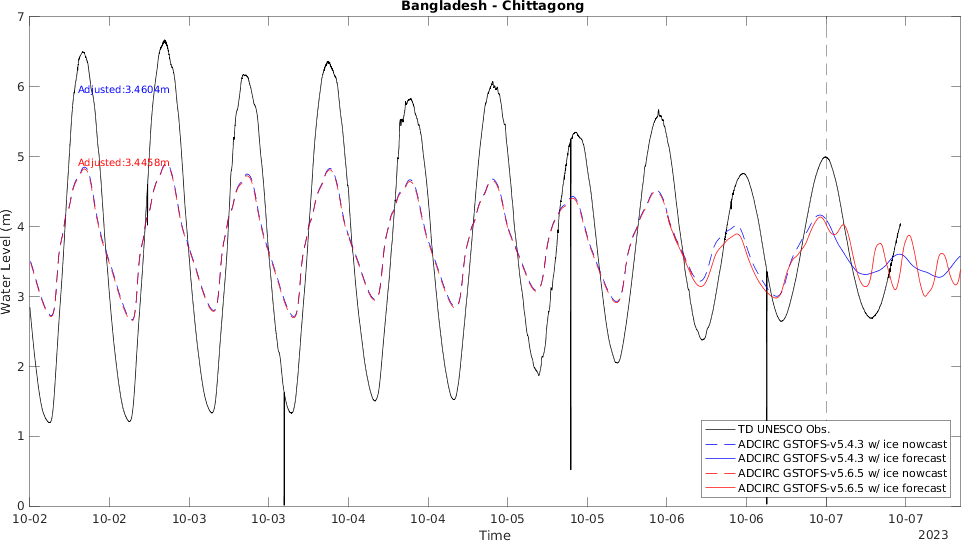 Bangladesh - Chittagong
7
6
5
4
3
2
1
0
Water Level (m)
Adjusted:3.4604m
Adjusted:3.4458m
TD UNESCO Obs.
ADCIRC GSTOFS-v5.4.3 w/ ice nowcast
ADCIRC GSTOFS-v5.4.3 w/ ice forecast
ADCIRC GSTOFS-v5.6.5 w/ ice nowcast
ADCIRC GSTOFS-v5.6.5 w/ ice forecast
10-02 10-02 10-03 10-03 10-04 10-04 10-05 10-05 10-06 10-06 10-07 10-07
Time
2023